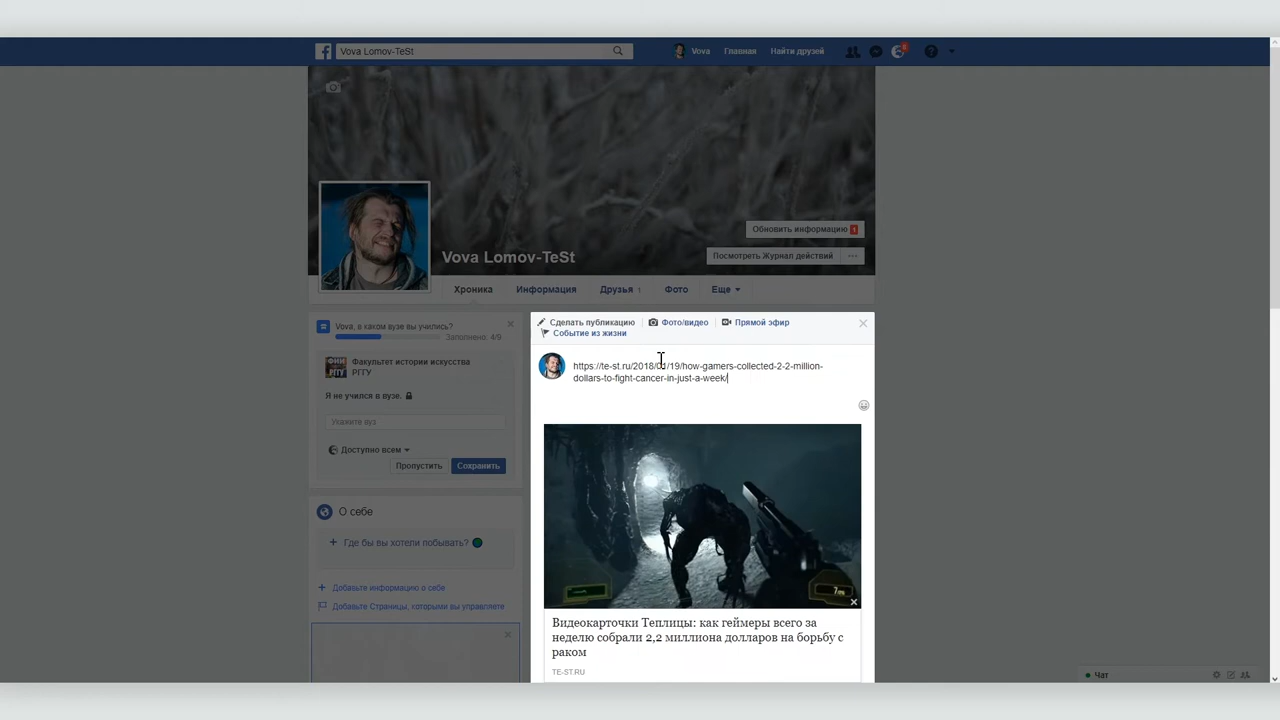 Vova Lomov-TeSt
Vova
Главная
Найти друзей
Обновить информацию 1
Vova Lomov-TeSt
Посмотреть Журнал действий
Хроника
Информация
Друзья 1
Фото
Еще
Vova, в каком вузе вы учились?
Заполнено: 4/9
Факультет истории искусства
РГГУ
Я не учился в вузе.
Укажите вуз
Доступно всем
Пропустить
Сохранить
О себе
+ Где бы вы хотели побывать?
+ Добавьте информацию о себе
Добавьте Страницы, которыми вы управляете
Сделать публикацию
Фото/видео
Прямой эфир
Событие из жизни
https://te-st.ru/2018/01/19/how-gamers-collected-2-2-million-
dollars-to-fight-cancer-in-just-a-week/
Видеокарточки Теплицы: как геймеры всего за
неделю собрали 2,2 миллиона долларов на борьбу с
раком
TE-ST.RU
Чат